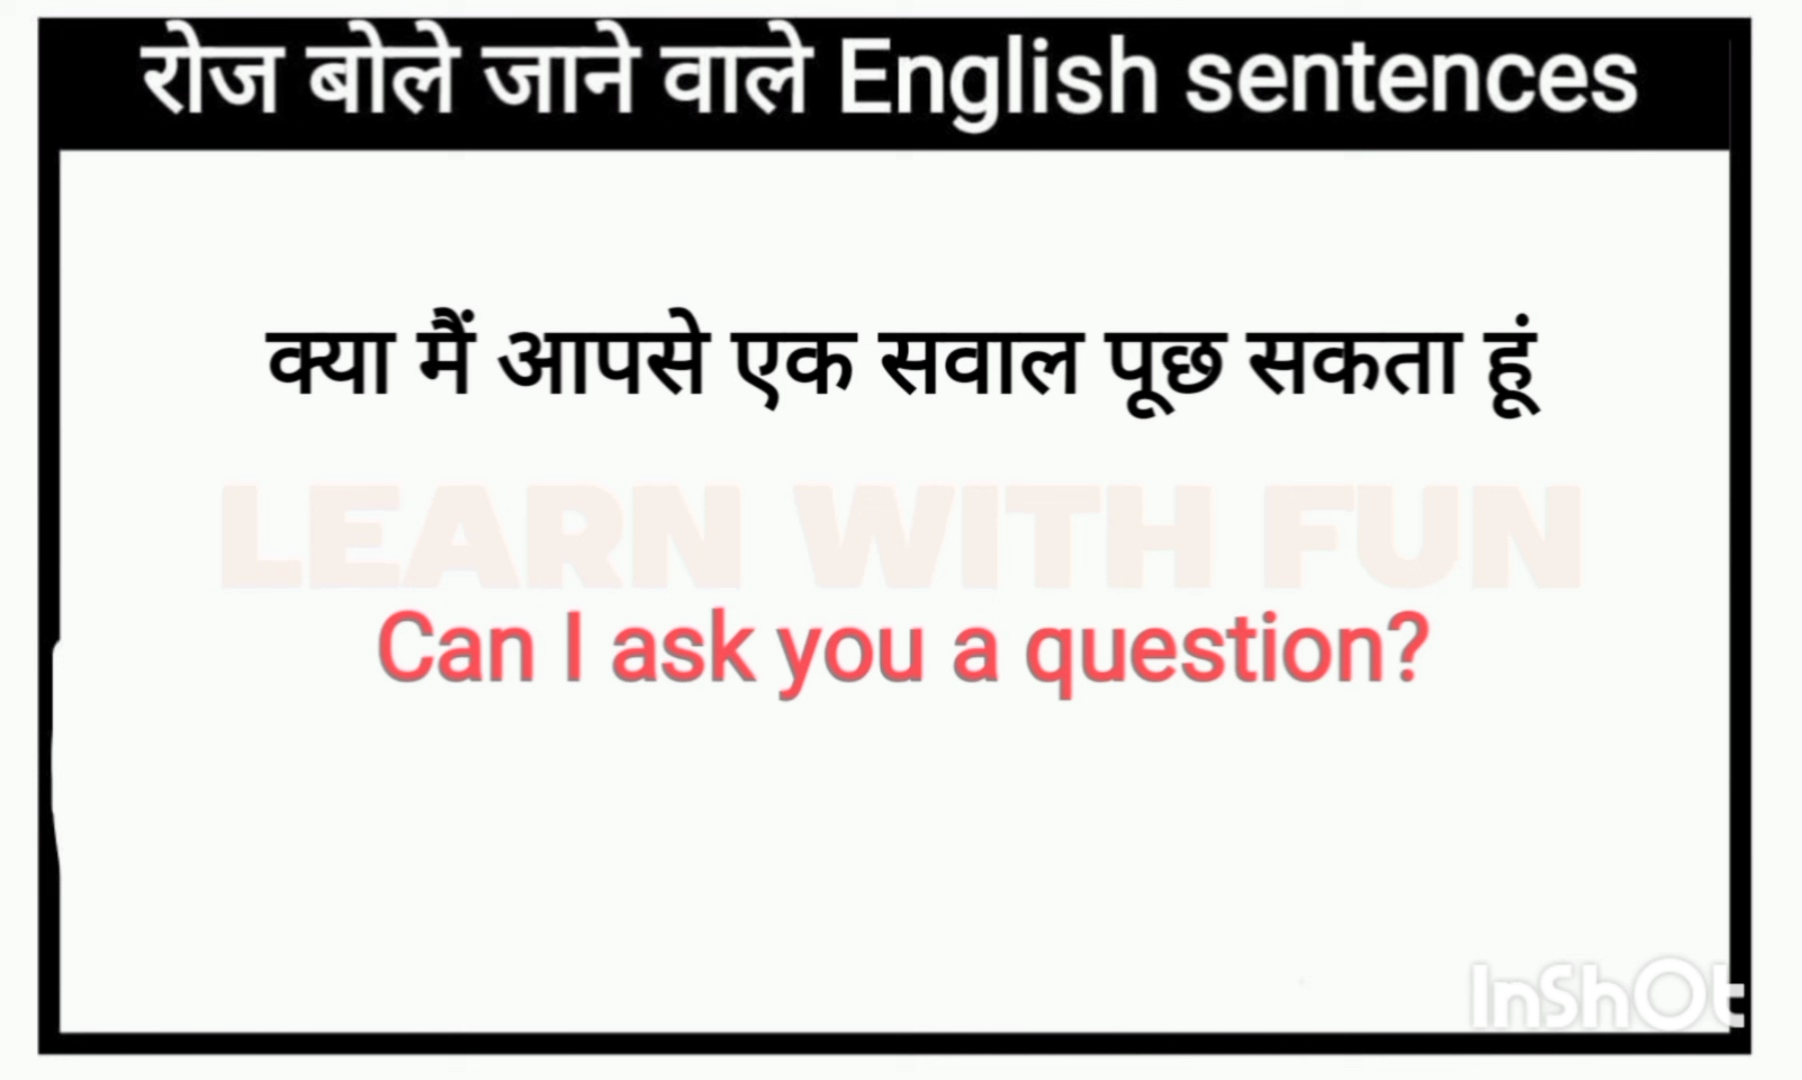 रोज बोले जाने वाले English sentences
क्या मैं आपसे एक सवाल पूछ सकता हूं
LEARN WITH FUN
Can I ask you a question?
InShOt